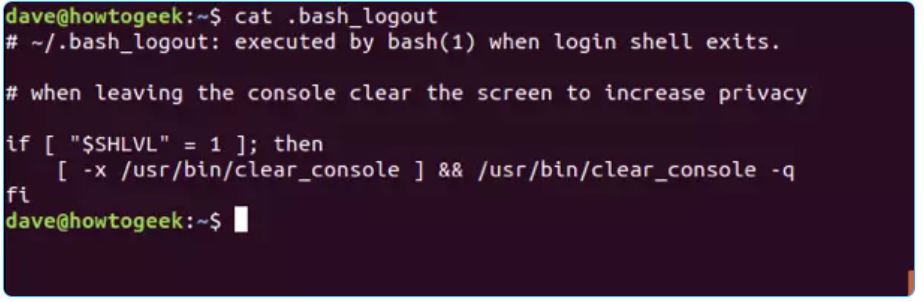 dave@howtogeek:~$ cat .bash_logout
# ~/.bash_logout: executed by bash(1) when login shell exits.
# when leaving the console clear the screen to increase privacy
if [ "$SHLVL" = 1 ]; then
    [ -x /usr/bin/clear_console ] && /usr/bin/clear_console -q
fi
dave@howtogeek:~$